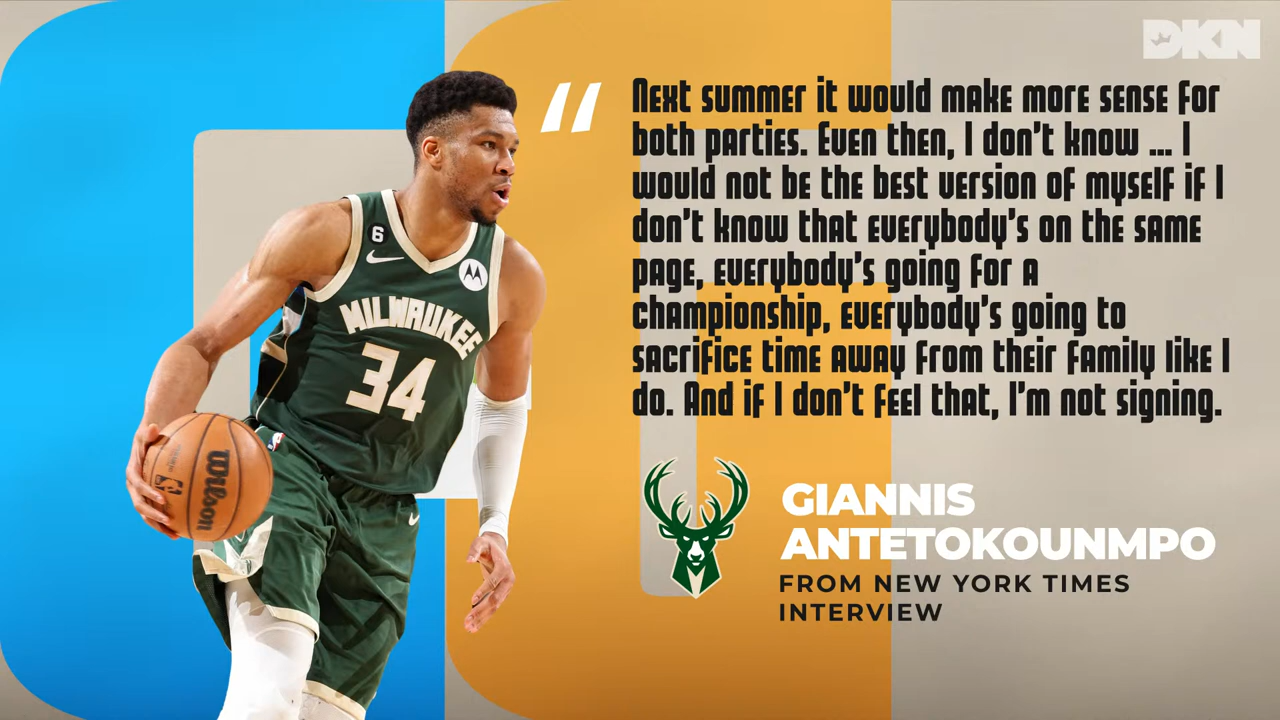 DKN
“
Next summer it would make more sense for
both parties. Even then, I don't know ... I
would not be the best version of myself if I
don't know that everybody's on the same
page, everybody's going for a
championship, everybody's going to
sacrifice time away from their family like I
do. And if I don't feel that, I'm not signing.
6
MILWAUKEE
34
Wilson
GIANNIS
ANTETOKOUNMPO
FROM NEW YORK TIMES
INTERVIEW